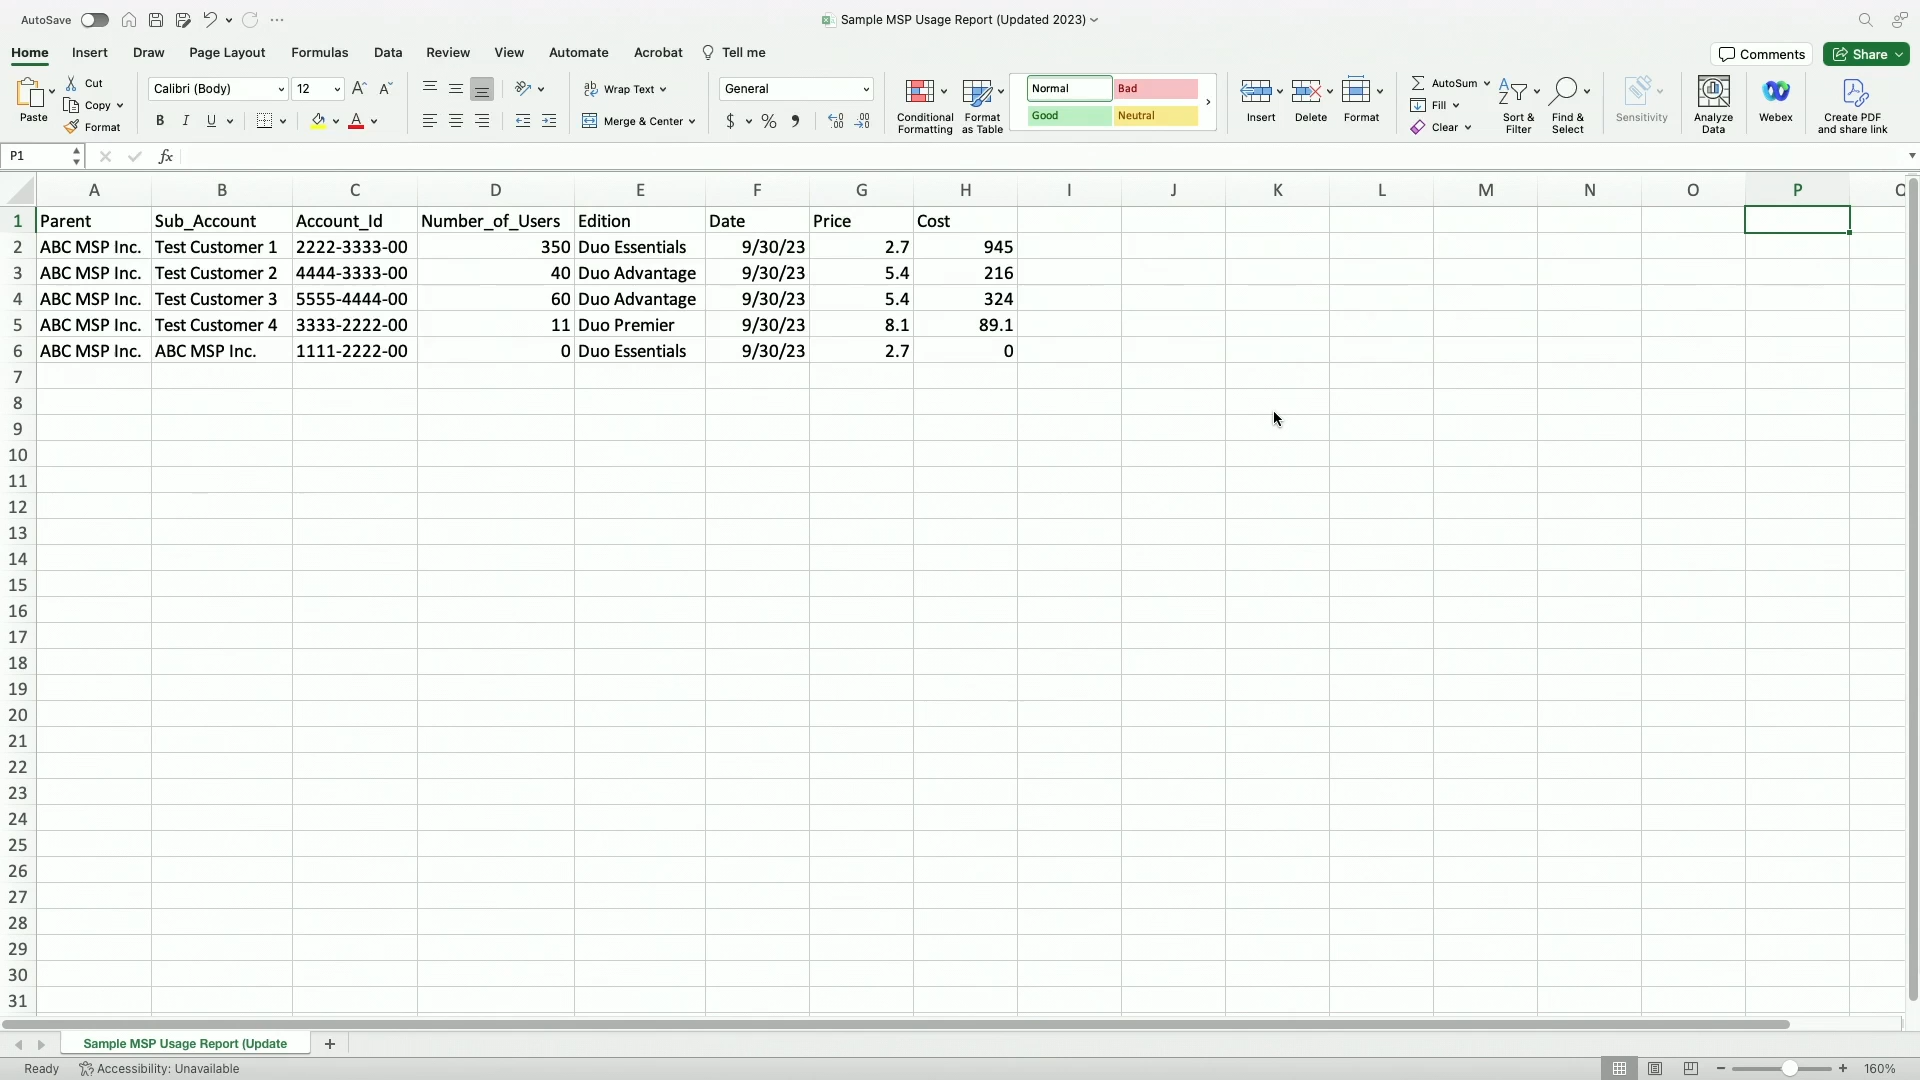 AutoSave
Sample MSP Usage Report (Updated 2023)
Home Insert Draw Page Layout Formulas Data Review View Automate Acrobat Tell me Comments Share
Paste
Cut
Copy
Format
Calibri (Body) 12
B I U
Wrap Text
Merge & Center
General
$ % 9
Conditional Formatting
Format as Table
Normal Bad
Good Neutral
Insert Delete Format
AutoSum
Fill
Clear
Sort & Filter
Find & Select
Sensitivity
Analyze Data
Webex
Create PDF and share link
P1 fx
A B C D E F G H I J K L M N O P
1 Parent Sub_Account Account_Id Number_of_Users Edition Date Price Cost
2 ABC MSP Inc. Test Customer 1 2222-3333-00 350 Duo Essentials 9/30/23 2.7 945
3 ABC MSP Inc. Test Customer 2 4444-3333-00 40 Duo Advantage 9/30/23 5.4 216
4 ABC MSP Inc. Test Customer 3 5555-4444-00 60 Duo Advantage 9/30/23 5.4 324
5 ABC MSP Inc. Test Customer 4 3333-2222-00 11 Duo Premier 9/30/23 8.1 89.1
6 ABC MSP Inc. ABC MSP Inc. 1111-2222-00 0 Duo Essentials 9/30/23 2.7 0
7
8
9
10
11
12
13
14
15
16
17
18
19
20
21
22
23
24
25
26
27
28
29
30
31
Sample MSP Usage Report (Update
Ready Accessibility: Unavailable 160%